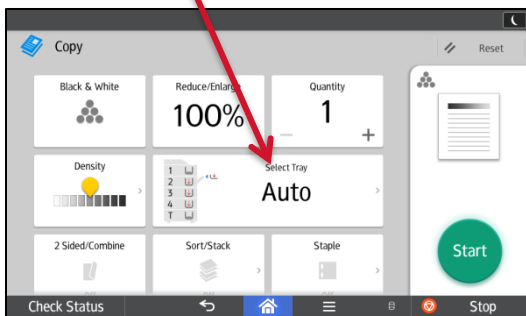 Copy
Reset
Black & White
Reduce/Enlarge
100%
Quantity
1
Density
1
2
3
4
T
Select Tray
Auto
2 Sided/Combine
Sort/Stack
Staple
Start
Check Status
Stop